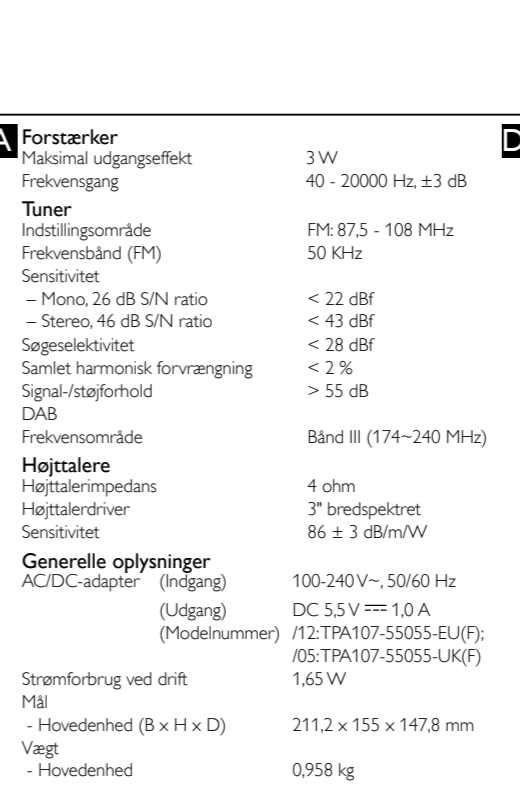 A Forstærker D
Maksimal udgangseffekt 3 W
Frekvensgang 40 - 20000 Hz, ±3 dB
Tuner
Indstillingsområde FM: 87,5 - 108 MHz
Frekvensbånd (FM) 50 KHz
Sensitivitet
– Mono, 26 dB S/N ratio < 22 dBf
– Stereo, 46 dB S/N ratio < 43 dBf
Søgeselektivitet < 28 dBf
Samlet harmonisk forvrængning < 2 %
Signal-/støjforhold > 55 dB
DAB
Frekvensområde Bånd III (174~240 MHz)
Højttalere
Højttalerimpedans 4 ohm
Højttalerdriver 3" bredspektret
Sensitivitet 86 ± 3 dB/m/W
Generelle oplysninger
AC/DC-adapter (Indgang) 100-240 V~, 50/60 Hz
(Udgang) DC 5,5 V ⎓ 1,0 A
(Modelnummer) /12: TPA107-55055-EU(F);
/05: TPA107-55055-UK(F)
Strømforbrug ved drift 1,65 W
Mål
- Hovedenhed (B x H x D) 211,2 x 155 x 147,8 mm
Vægt
- Hovedenhed 0,958 kg